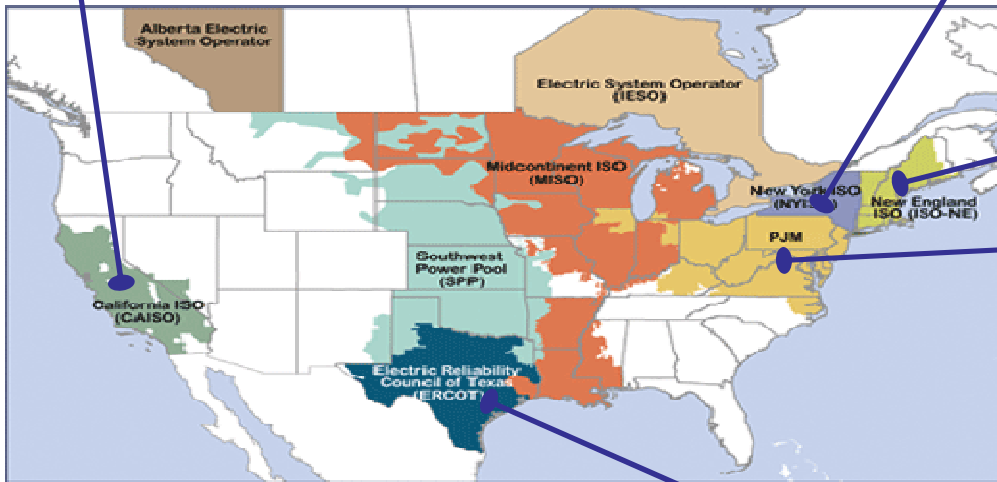 Alberta Electric
System Operator
Electric System Operator
(IESO)
Midcontinent ISO
(MISO)
New York ISO
(NYIS
New England
ISO (ISO-NE)
PJM
Southwest
Power Pool
(SPP)
California ISO
(CAISO)
Electric Reliability
Council of Texas
(ERCOT)